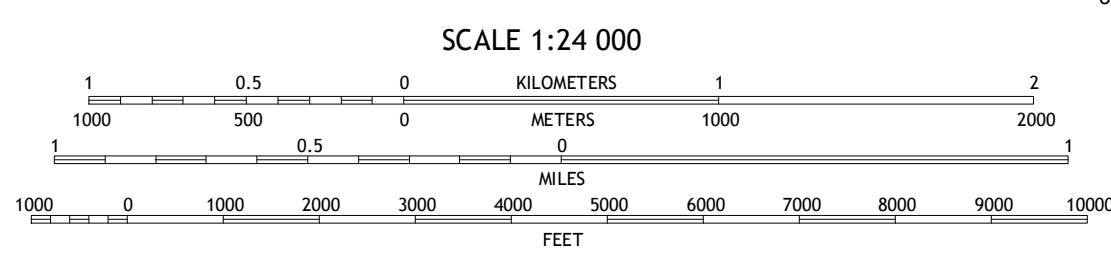 SCALE 1:24 000
1 0.5 0 KILOMETERS 1 2
1000 500 0 METERS 1000 2000
1 0.5 0 1
MILES
1000 0 1000 2000 3000 4000 5000 6000 7000 8000 9000 10000
FEET